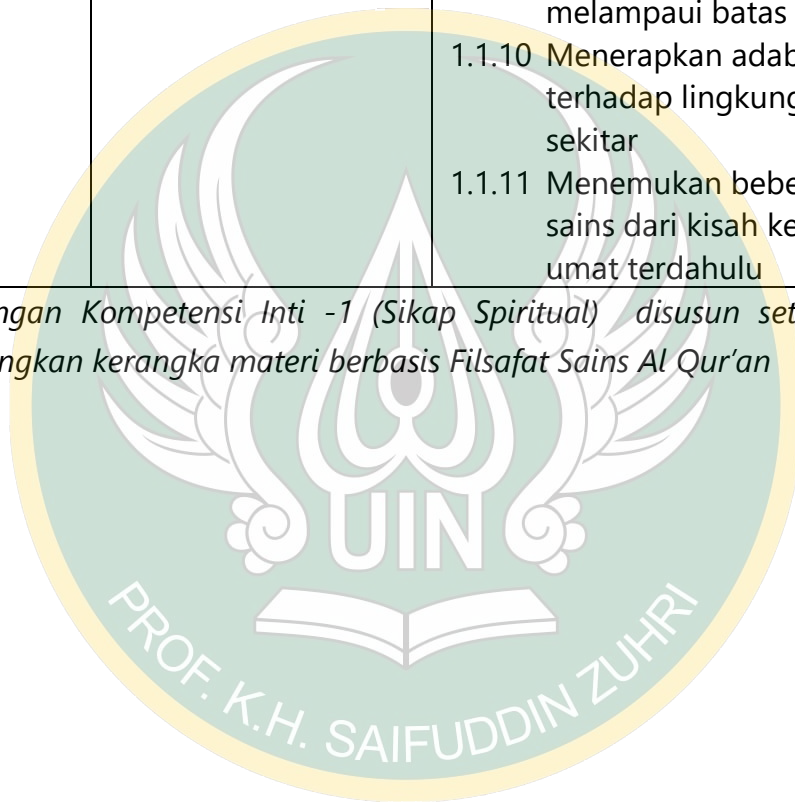 melampaui batas
1.1.10 Menerapkan adab
terhadap lingkung
sekitar
1.1.11 Menemukan bebe
sains dari kisah ke
umat terdahulu
ngan Kompetensi Inti -1 (Sikap Spiritual) disusun set
ngkan kerangka materi berbasis Filsafat Sains Al Qur'an
UIN
PROF. K.H. SAIFUDDIN ZUHRI